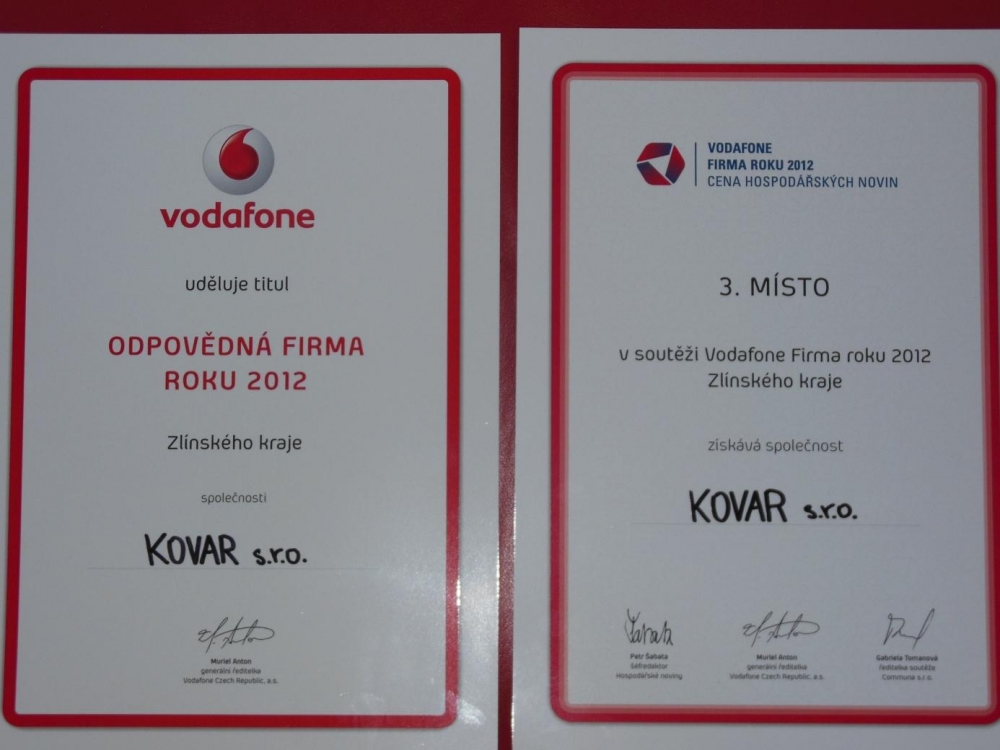 vodafone
uděluje titul
ODPOVĚDNÁ FIRMA
ROKU 2012
Zlínského kraje
společnosti
KOVAR s.r.o.
Muriel Anton
generální ředitelka
Vodafone Czech Republic, a.s.
VODAFONE
FIRMA ROKU 2012
CENA HOSPODÁŘSKÝCH NOVIN
3. MÍSTO
v soutěži Vodafone Firma roku 2012
Zlínského kraje
získává společnost
KOVAR s.r.o.
Petr Šabata
šéfredaktor
Hospodářské noviny
Muriel Anton
generální ředitelka
Vodafone Czech Republic, a.s.
Gabriela Tomanová
ředitelka soutěže
Communa s.r.o.